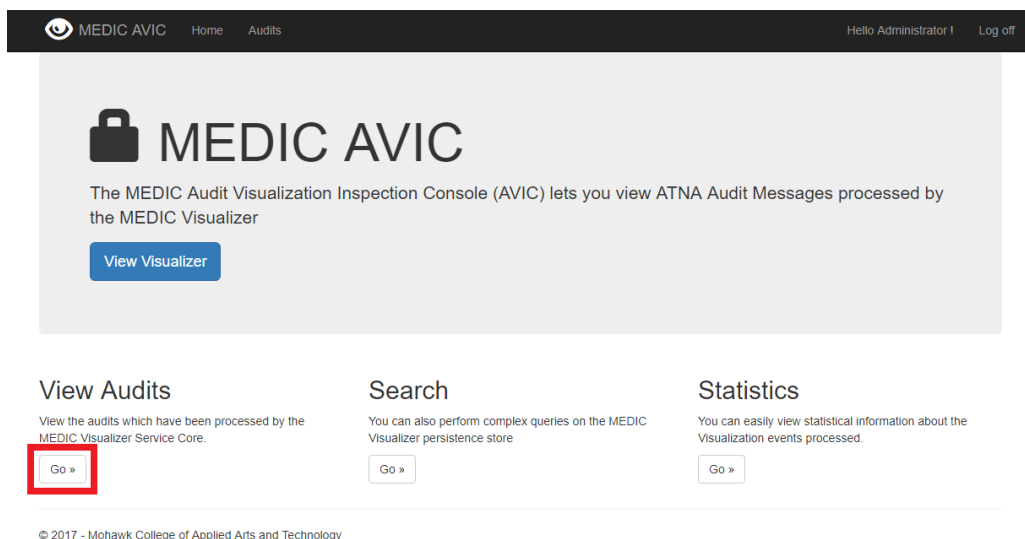 MEDIC AVIC Home Audits Hello Administrator ! Log off
MEDIC AVIC
The MEDIC Audit Visualization Inspection Console (AVIC) lets you view ATNA Audit Messages processed by
the MEDIC Visualizer
View Visualizer
View Audits
View the audits which have been processed by the
MEDIC Visualizer Service Core.
Go »
Search
You can also perform complex queries on the MEDIC
Visualizer persistence store
Go »
Statistics
You can easily view statistical information about the
Visualization events processed.
Go »
© 2017 - Mohawk College of Applied Arts and Technology